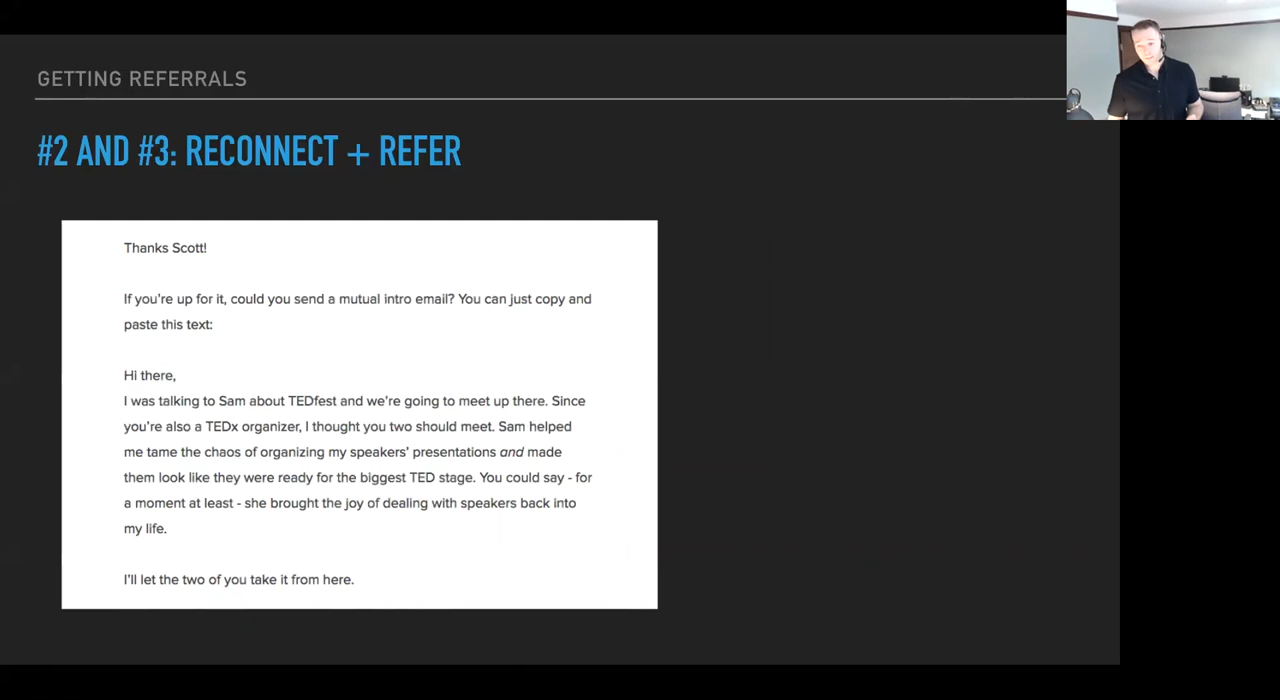 GETTING REFERRALS
#2 AND #3: RECONNECT + REFER
Thanks Scott!
If you're up for it, could you send a mutual intro email? You can just copy and
paste this text:
Hi there,
I was talking to Sam about TEDfest and we're going to meet up there. Since
you're also a TEDx organizer, I thought you two should meet. Sam helped
me tame the chaos of organizing my speakers' presentations and made
them look like they were ready for the biggest TED stage. You could say - for
a moment at least - she brought the joy of dealing with speakers back into
my life.
I'll let the two of you take it from here.